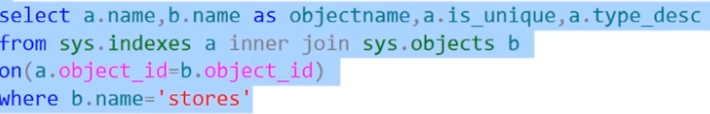 select a.name,b.name as objectname,a.is_unique,a.type_desc
from sys.indexes a inner join sys.objects b
on(a.object_id=b.object_id)
where b.name='stores'